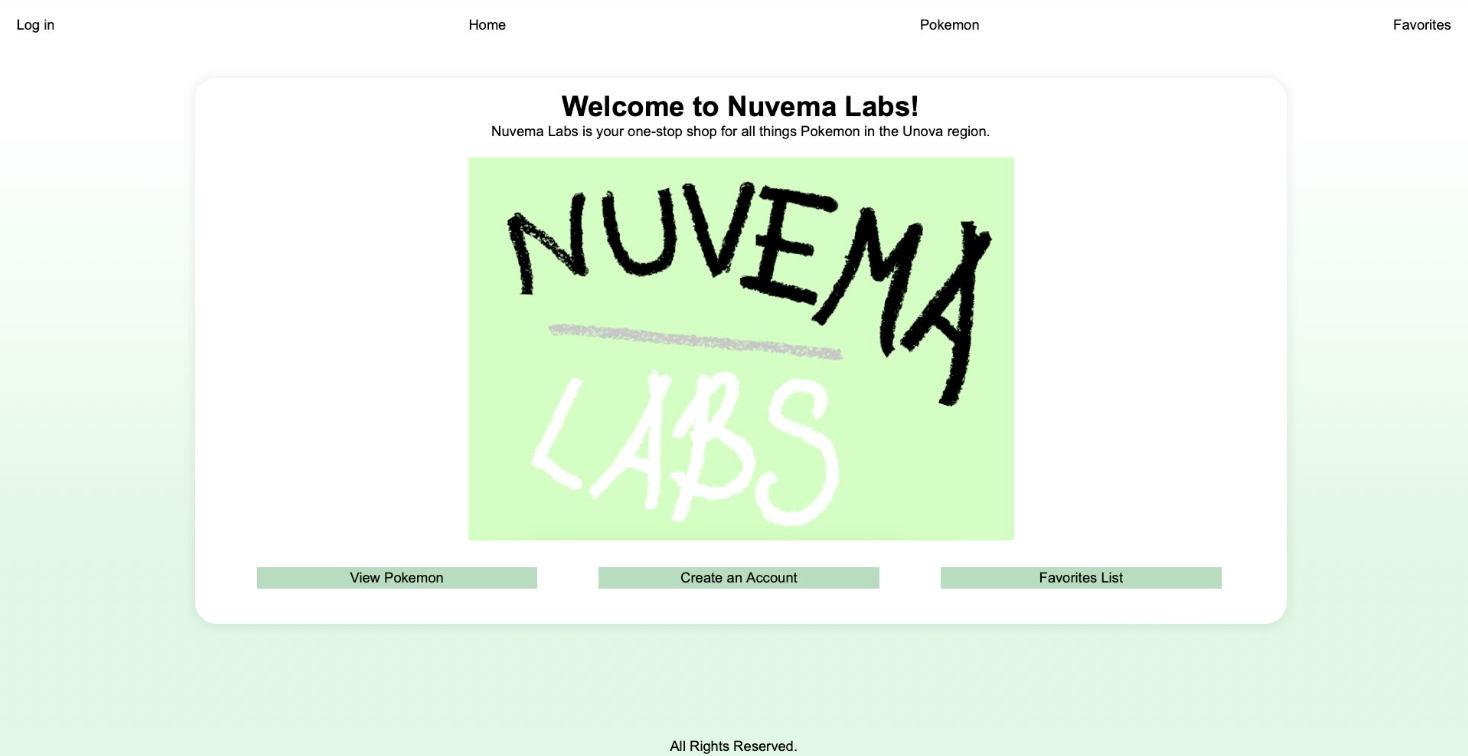 Log in Home Pokemon Favorites
Welcome to Nuvema Labs!
Nuvema Labs is your one-stop shop for all things Pokemon in the Unova region.
NUVEMA
LABS
View Pokemon Create an Account Favorites List
All Rights Reserved.